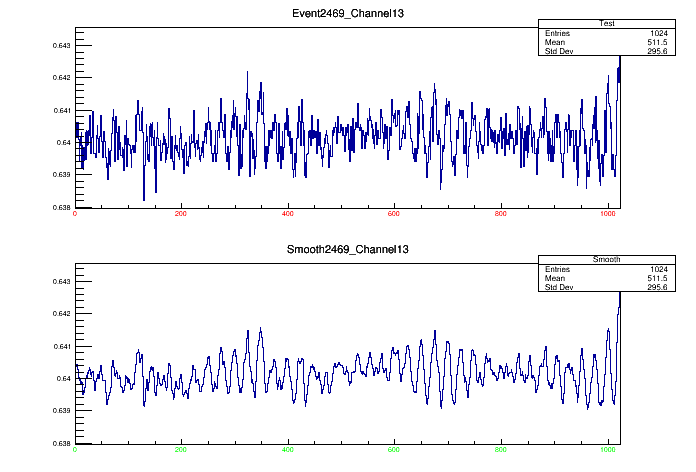 Event2469_Channel13
Test
Entries 1024
Mean 511.5
Std Dev 295.6
0.643
0.642
0.641
0.64
0.639
0.638
0 200 400 600 800 1000
Smooth2469_Channel13
Smooth
Entries 1024
Mean 511.5
Std Dev 295.6
0.643
0.642
0.641
0.64
0.639
0.638
0 200 400 600 800 1000